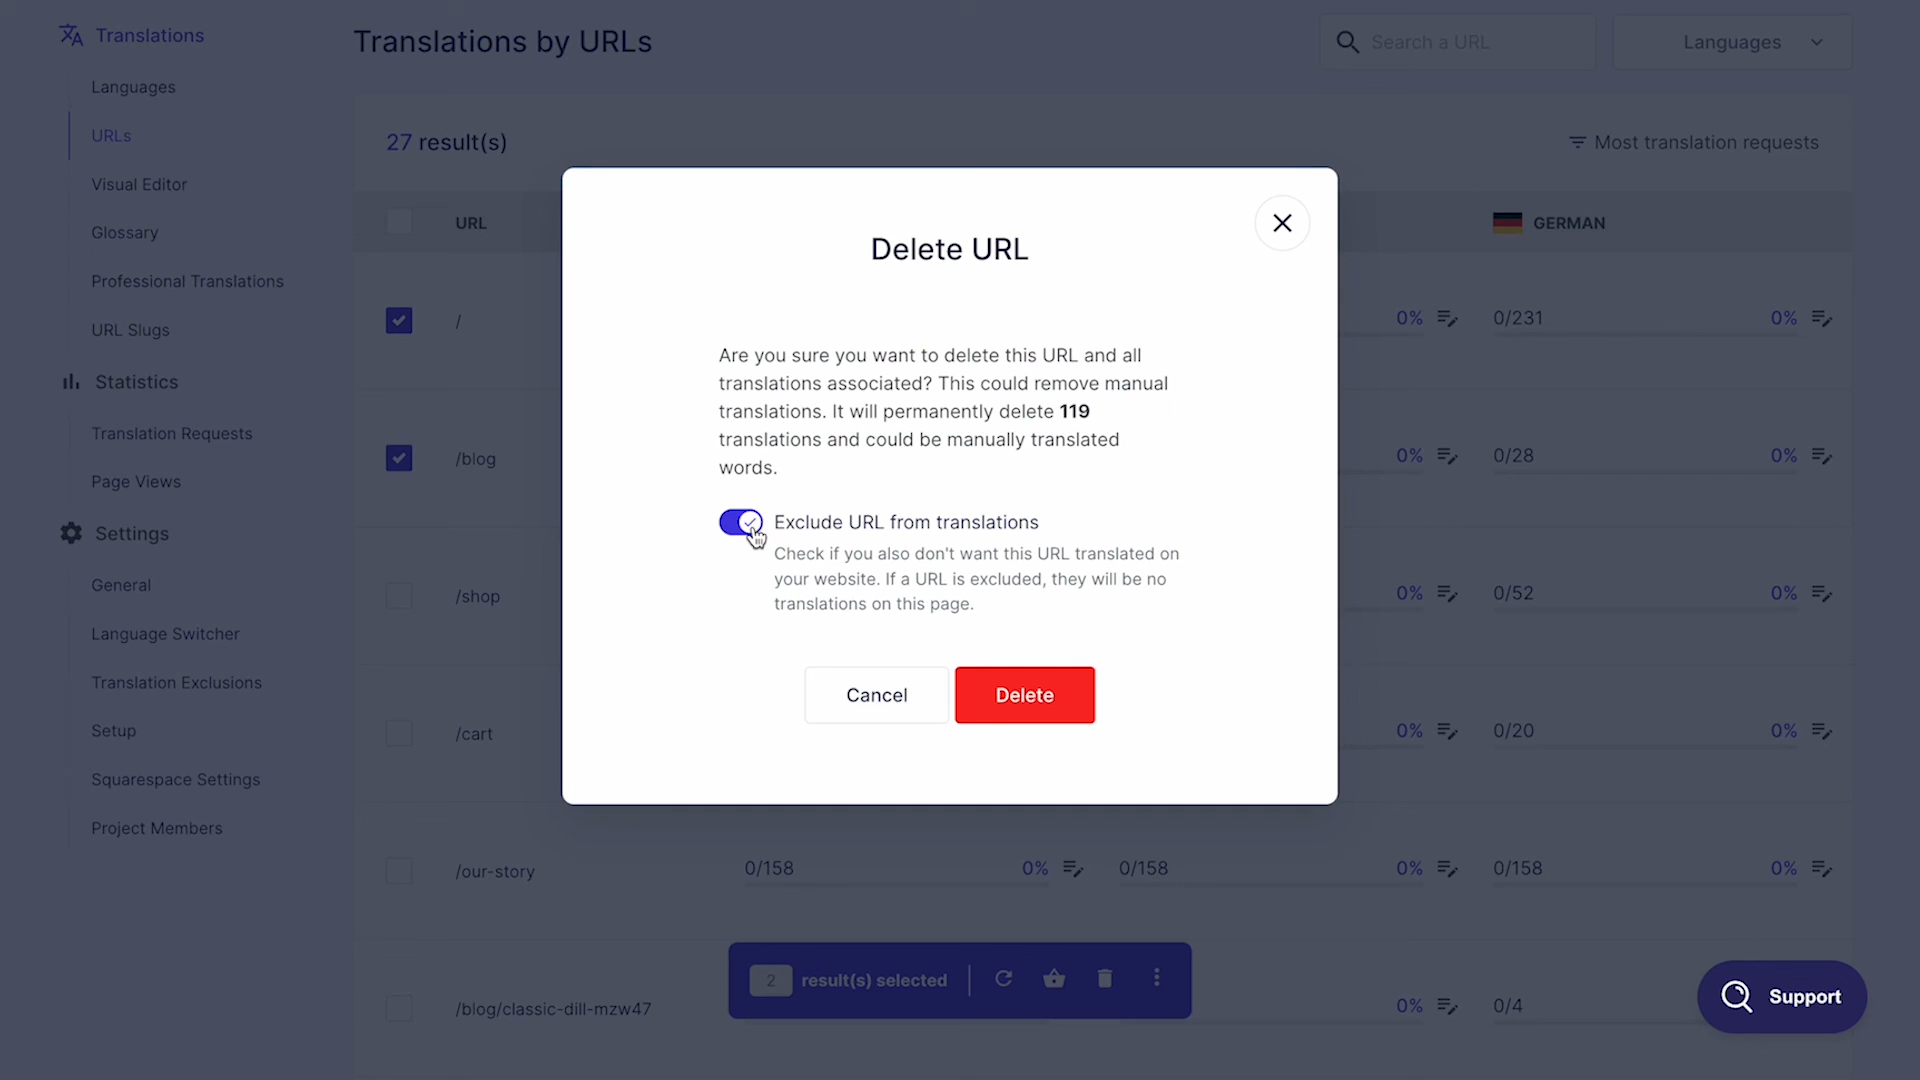 Translations
Languages
URLs
Visual Editor
Glossary
Professional Translations
URL Slugs
Statistics
Translation Requests
Page Views
Settings
General
Language Switcher
Translation Exclusions
Setup
Squarespace Settings
Project Members
Translations by URLs
Search a URL
Languages
27 result(s)
Most translation requests
URL
GERMAN
/
0%
0/231
0%
/blog
0%
0/28
0%
/shop
0%
0/52
0%
/cart
0%
0/20
0%
/our-story
0/158
0%
0/158
0%
0/158
0%
/blog/classic-dill-mzw47
0%
0/4
Delete URL
Are you sure you want to delete this URL and all
translations associated? This could remove manual
translations. It will permanently delete 119
translations and could be manually translated
words.
Exclude URL from translations
Check if you also don't want this URL translated on
your website. If a URL is excluded, they will be no
translations on this page.
Cancel
Delete
2 result(s) selected
Support